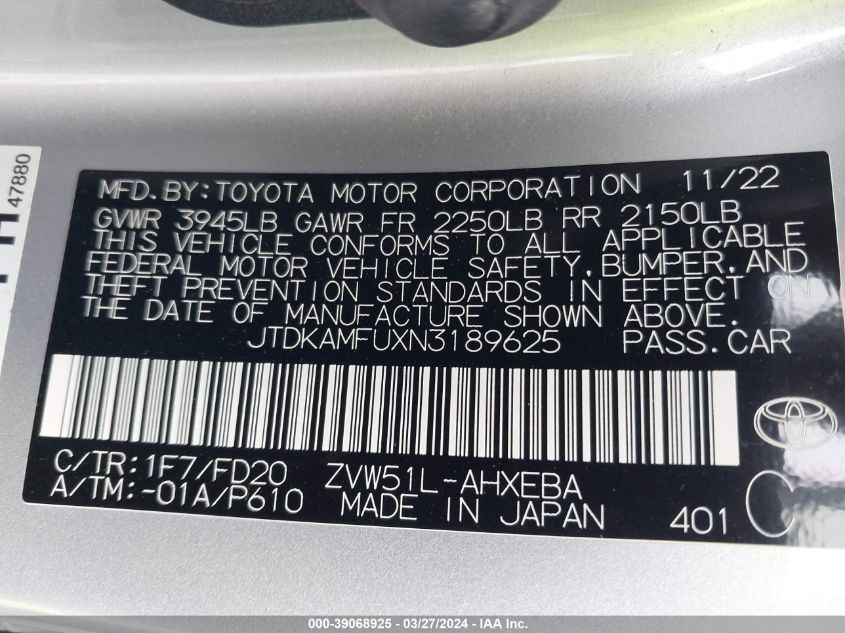 47880
MFD.BY:TOYOTA MOTOR CORPORATION 11/22
GVWR 3945LB GAWR FR 2250LB RR 2150LB
THIS VEHICLE CONFORMS TO ALL APPLICABLE
FEDERAL MOTOR VEHICLE SAFETY,BUMPER,AND
THEFT PREVENTION STANDARDS IN EFFECT ON
THE DATE OF MANUFACTURE SHOWN ABOVE.
JTDKAMFUXN3189625 PASS.CAR
C/TR:1F7/FD20 ZVW51L-AHXEBA
A/TM:-01A/P610 MADE IN JAPAN 401 C
000-39068925 - 03/27/2024 - IAA Inc.